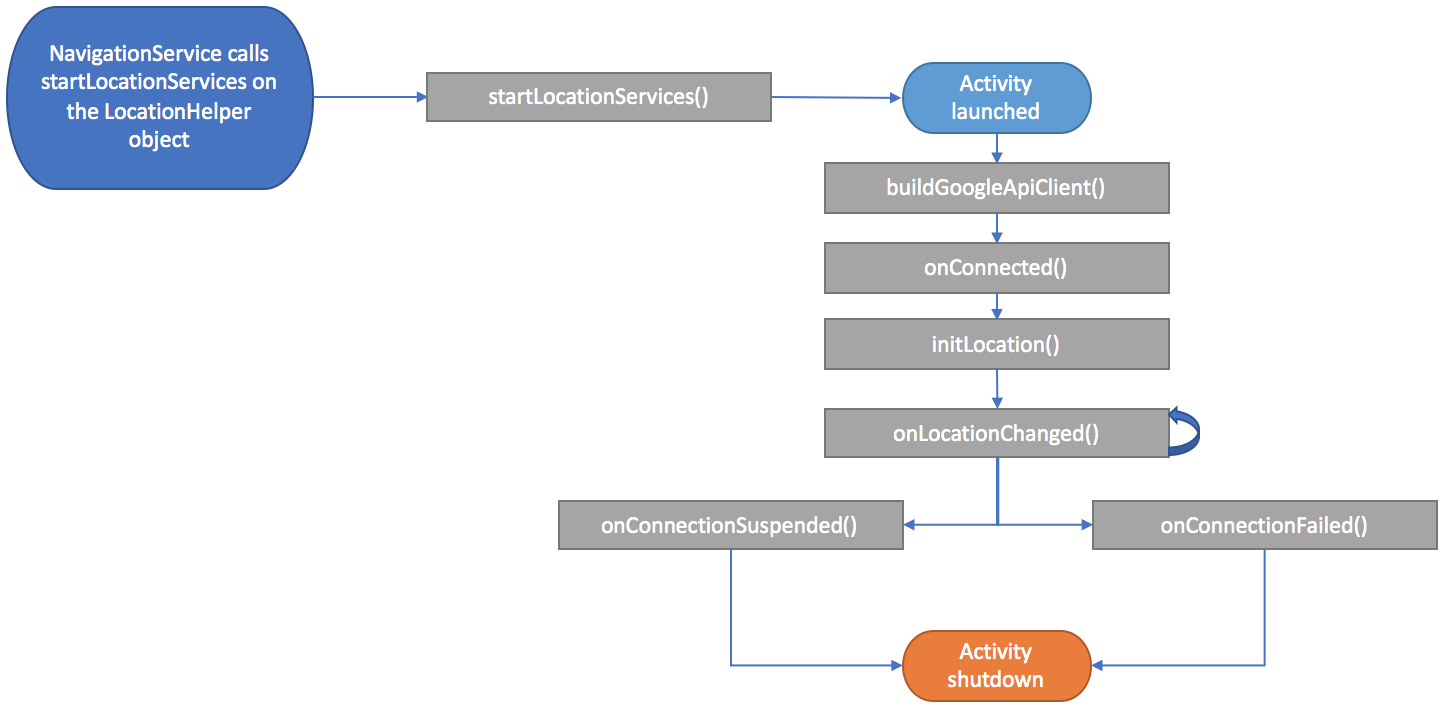 NavigationService calls
startLocationServices on
the LocationHelper
object
startLocationServices()
Activity
launched
buildGoogleApiClient()
onConnected()
initLocation()
onLocationChanged()
onConnectionSuspended()
onConnectionFailed()
Activity
shutdown